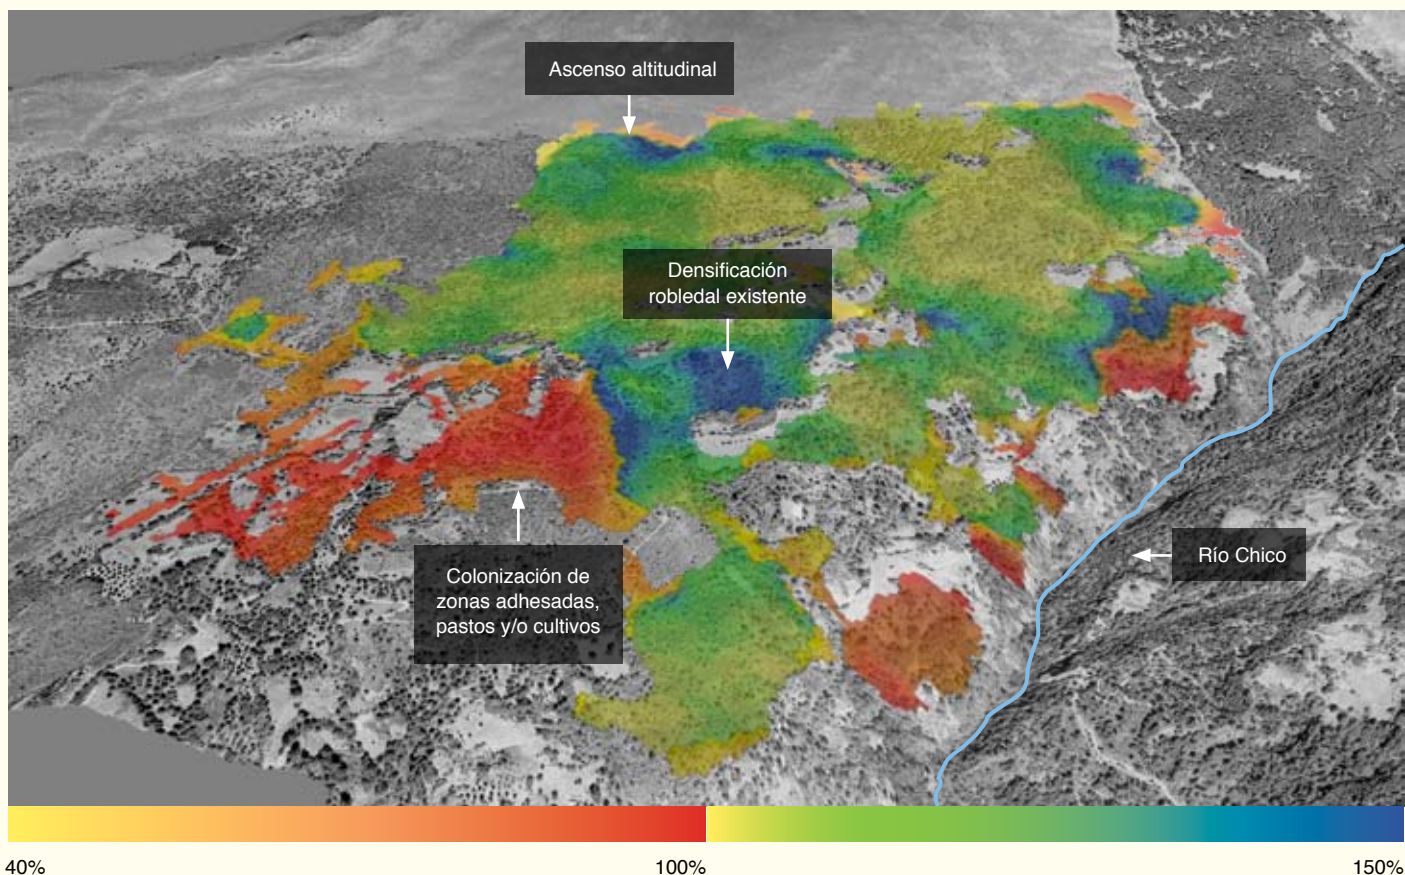 Ascenso altitudinal
Densificación
robledal existente
Colonización de
zonas adhesadas,
pastos y/o cultivos
Río Chico
40%
100%
150%